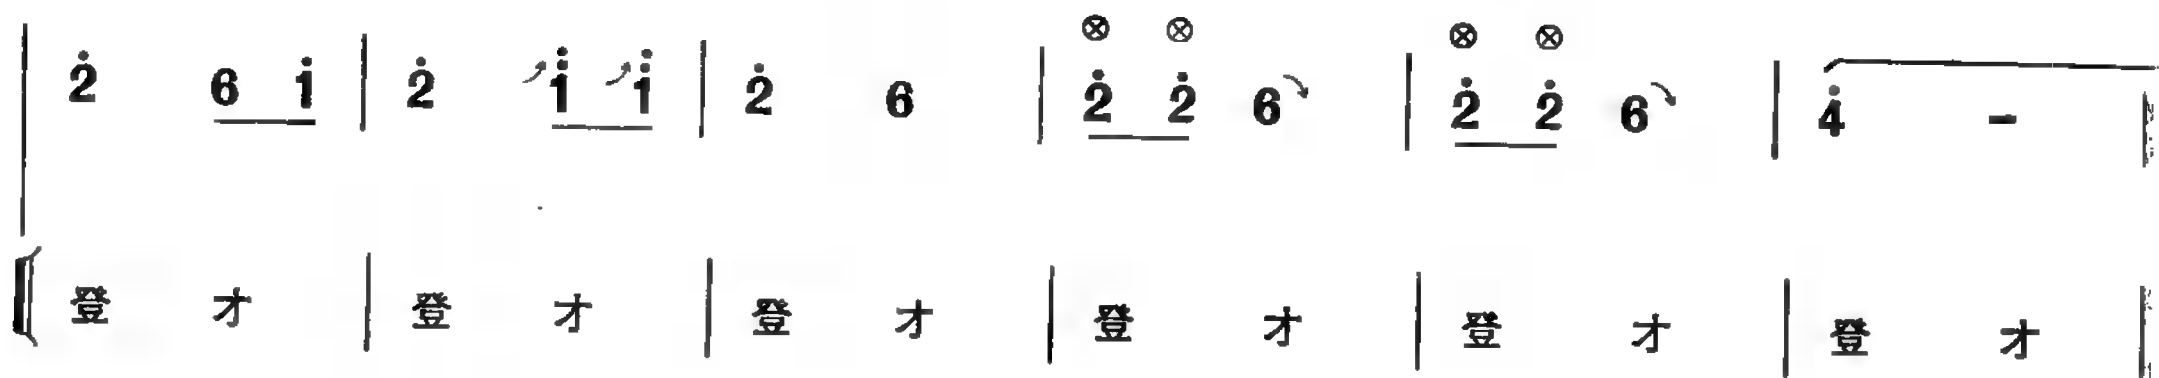 | 2̇ 6 1̇ | 2̇ 1̈ 1̈ | 2̇ 6 | 2̇ 2̇ 6 | 2̇ 2̇ 6 | 4̇ - |
登 才 | 登 才 | 登 才 | 登 才 | 登 才 | 登 才 |